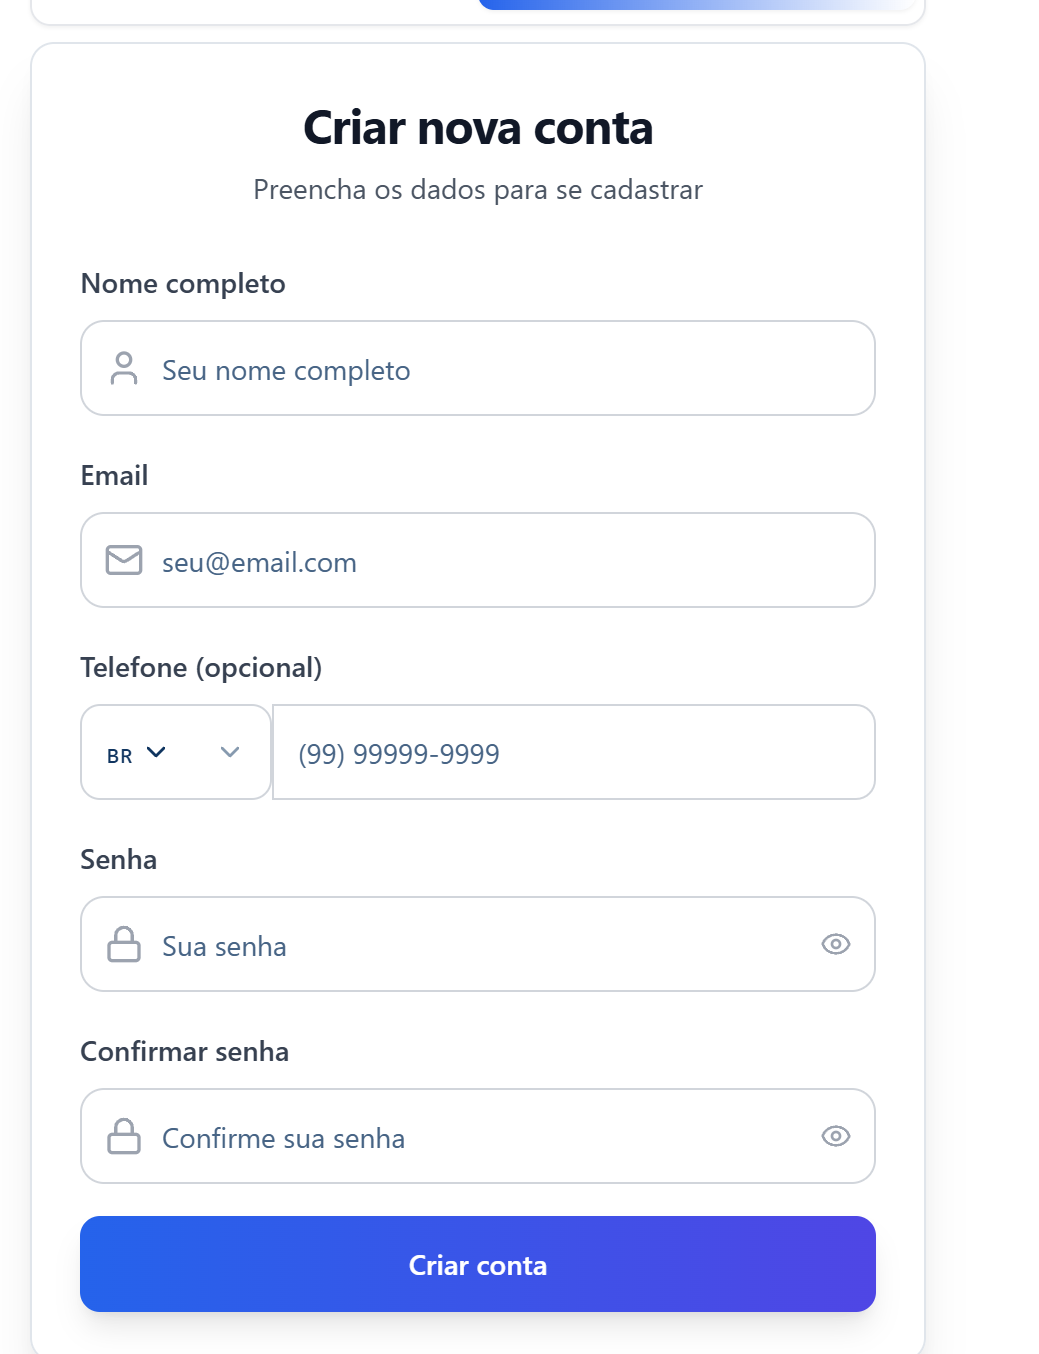 Criar nova conta
Preencha os dados para se cadastrar
Nome completo
Seu nome completo
Email
seu@email.com
Telefone (opcional)
BR (99) 99999-9999
Senha
Sua senha
Confirmar senha
Confirme sua senha
Criar conta